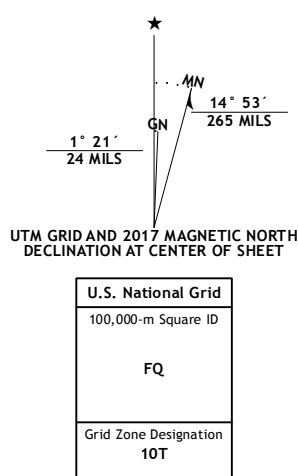 ★
MN
GN
14° 53´
265 MILS
1° 21´
24 MILS
UTM GRID AND 2017 MAGNETIC NORTH
DECLINATION AT CENTER OF SHEET
U.S. National Grid
100,000-m Square ID
FQ
Grid Zone Designation
10T